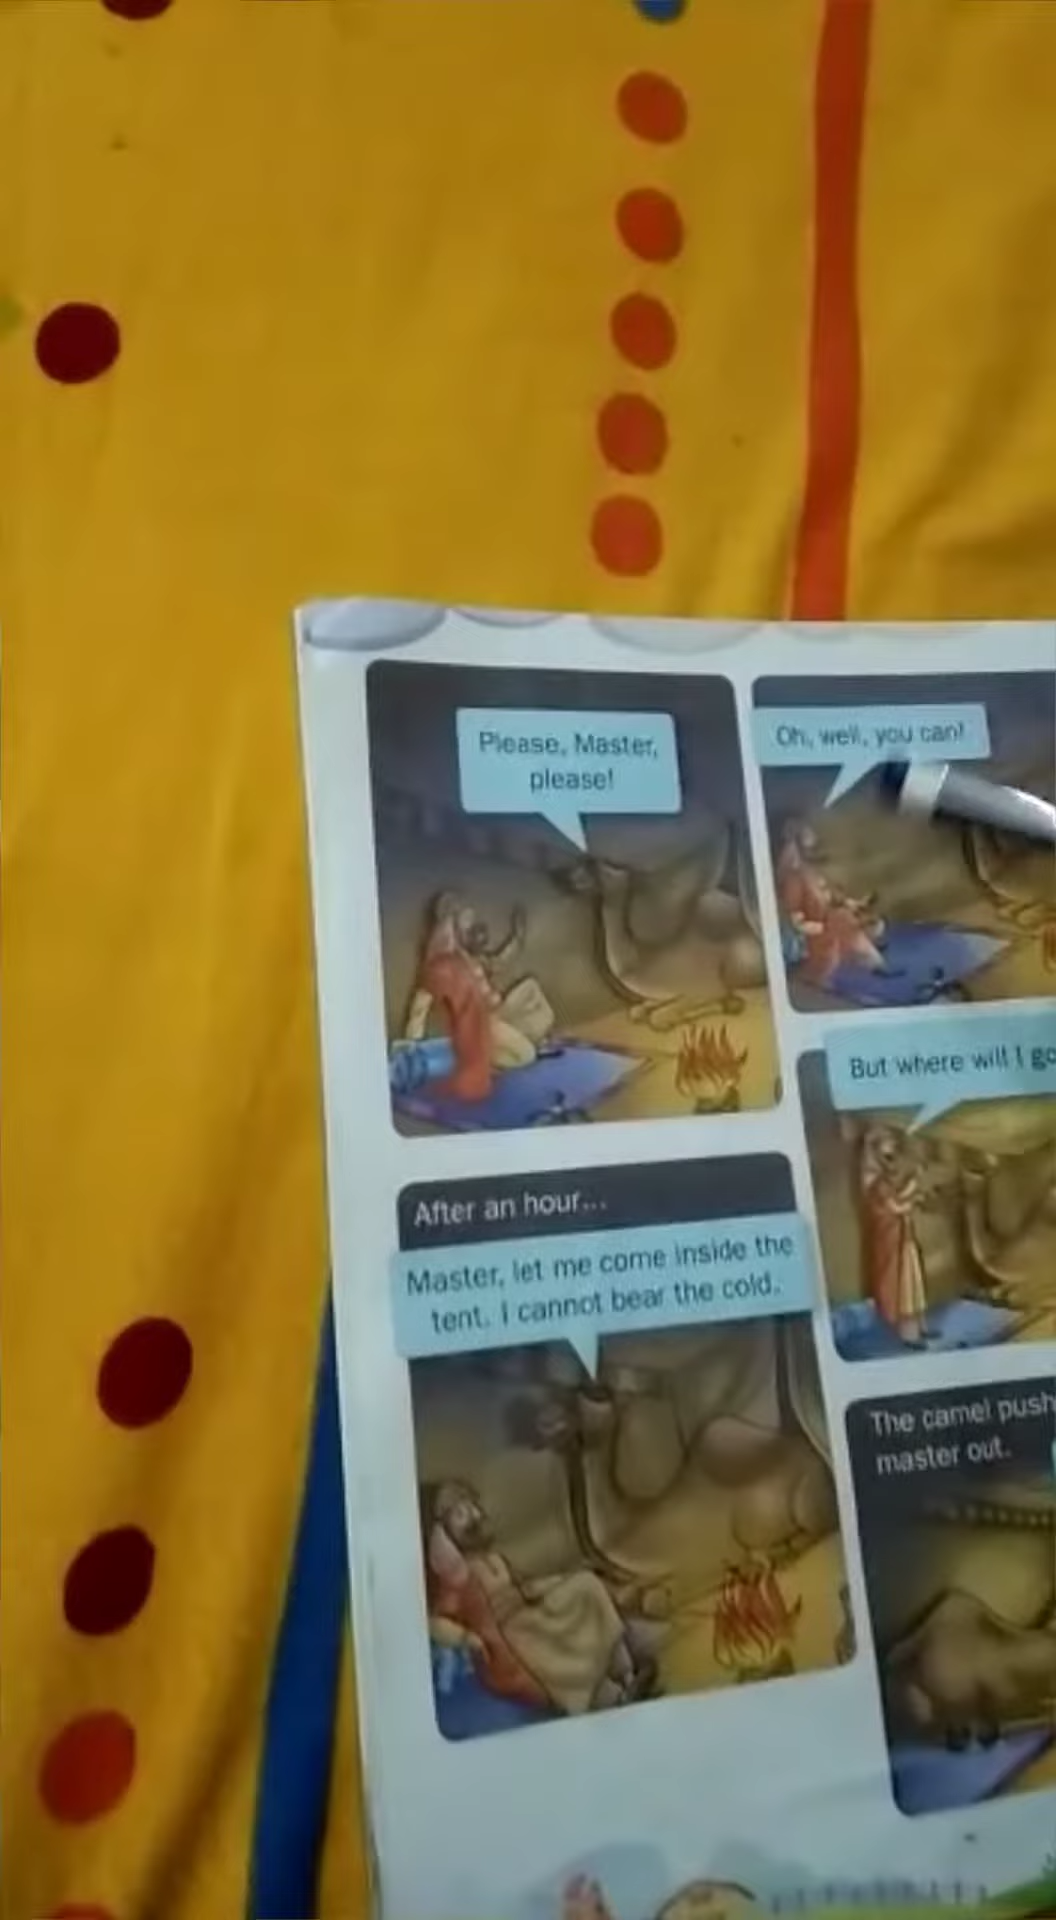 Please, Master,
please!
Oh, well, you can!
After an hour...
Master, let me come inside the
tent. I cannot bear the cold.
But where will I go
The camel push
master out.